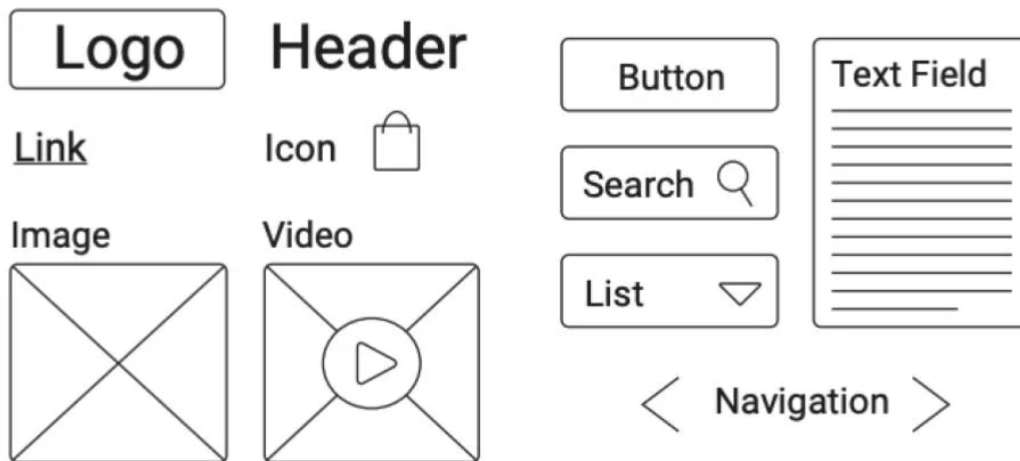 Logo
Header
Link
Icon
Image
Video
Button
Search
List
Text Field
Navigation